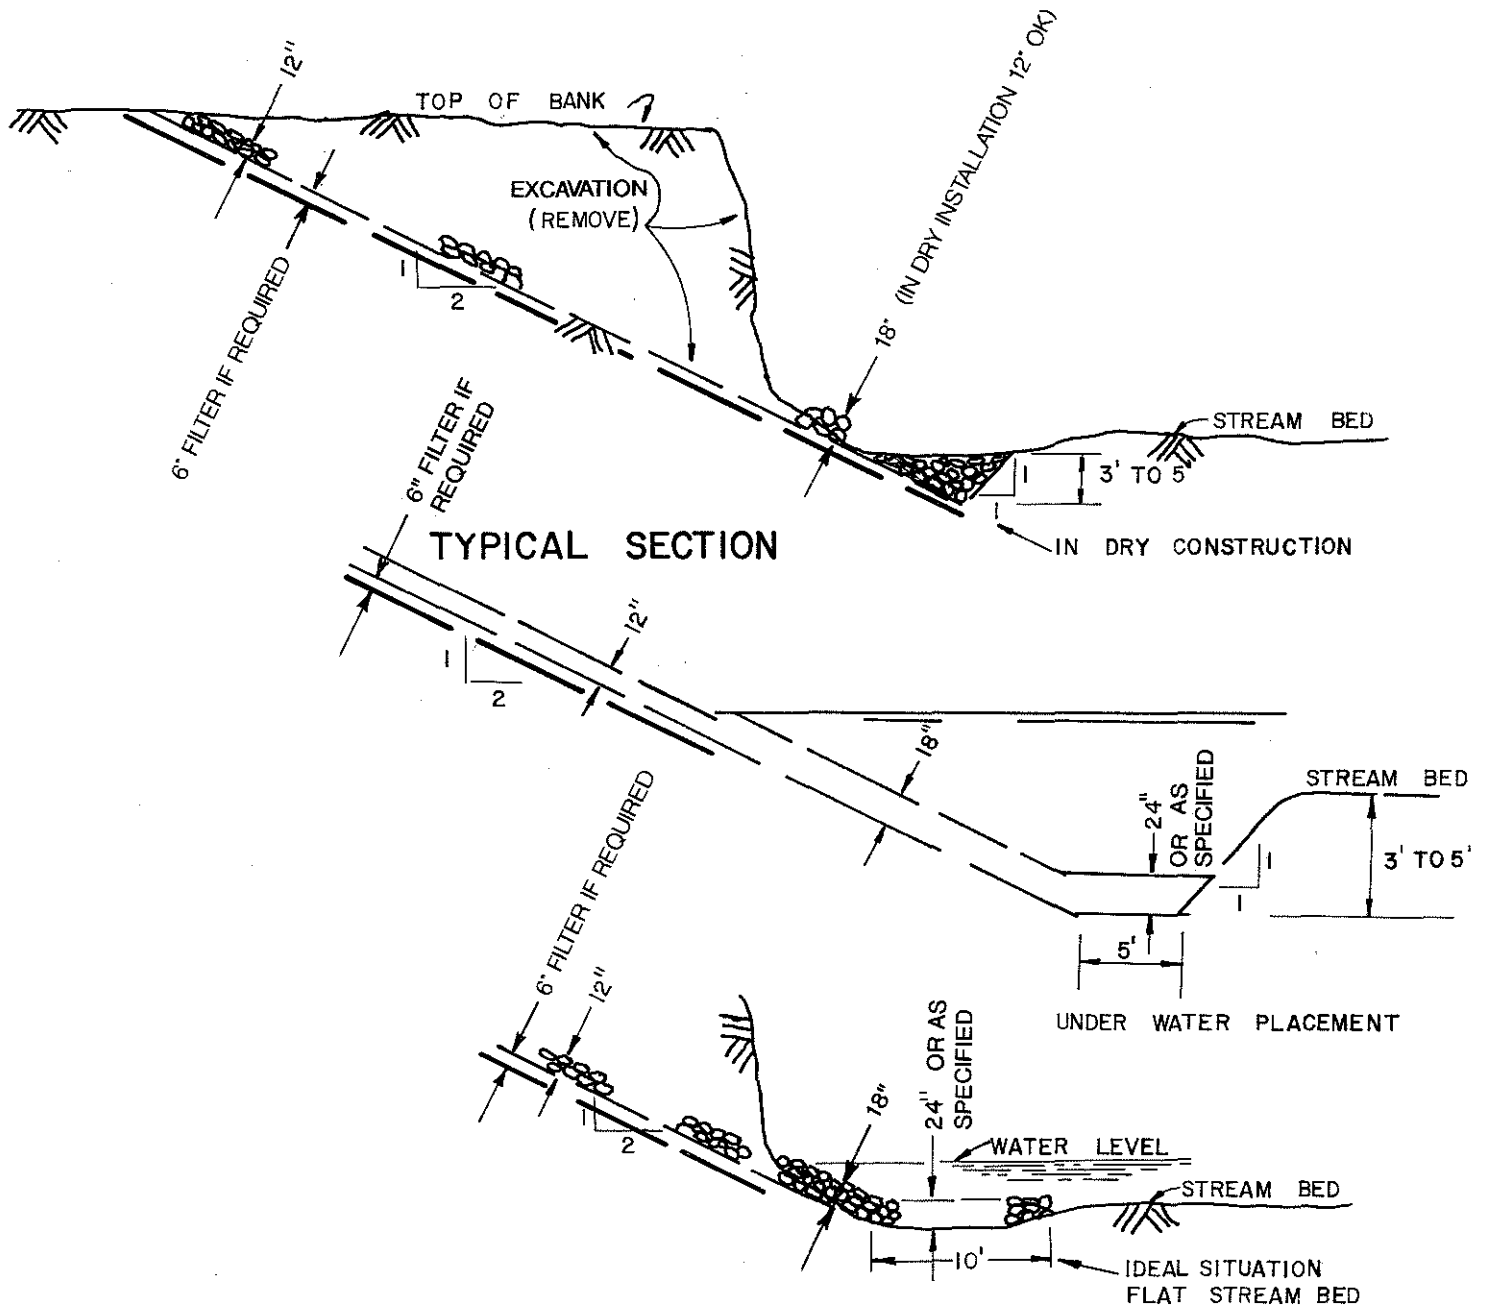 12"
TOP OF BANK
EXCAVATION
(REMOVE)
18" (IN DRY INSTALLATION 12" OK)
6" FILTER IF REQUIRED
1
2
STREAM BED
1
3' TO 5'
1
IN DRY CONSTRUCTION
6" FILTER IF
REQUIRED
TYPICAL SECTION
12"
1
2
18"
24"
OR AS
SPECIFIED
STREAM BED
1
1
3' TO 5'
5'
UNDER WATER PLACEMENT
6" FILTER IF REQUIRED
12"
1
2
18"
24" OR AS
SPECIFIED
WATER LEVEL
STREAM BED
10'
IDEAL SITUATION
FLAT STREAM BED